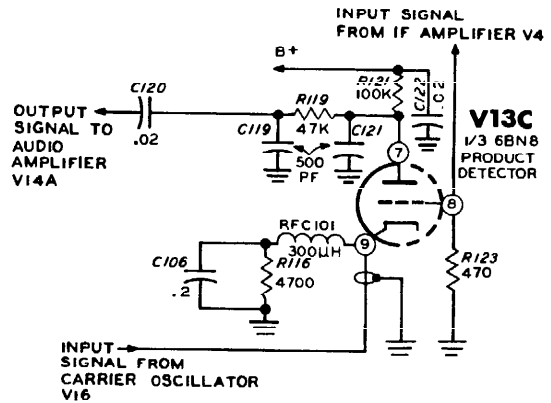 INPUT SIGNAL
FROM IF AMPLIFIER V4
B+
C120
.02
OUTPUT
SIGNAL TO
AUDIO
AMPLIFIER
V14A
C119
R119
47K
C121
500
PF
R121
100K
C122
.02
V13C
1/3 6BN8
PRODUCT
DETECTOR
7
8
9
RFC101
300µH
C106
.2
R116
4700
R123
470
INPUT
SIGNAL FROM
CARRIER OSCILLATOR
V16